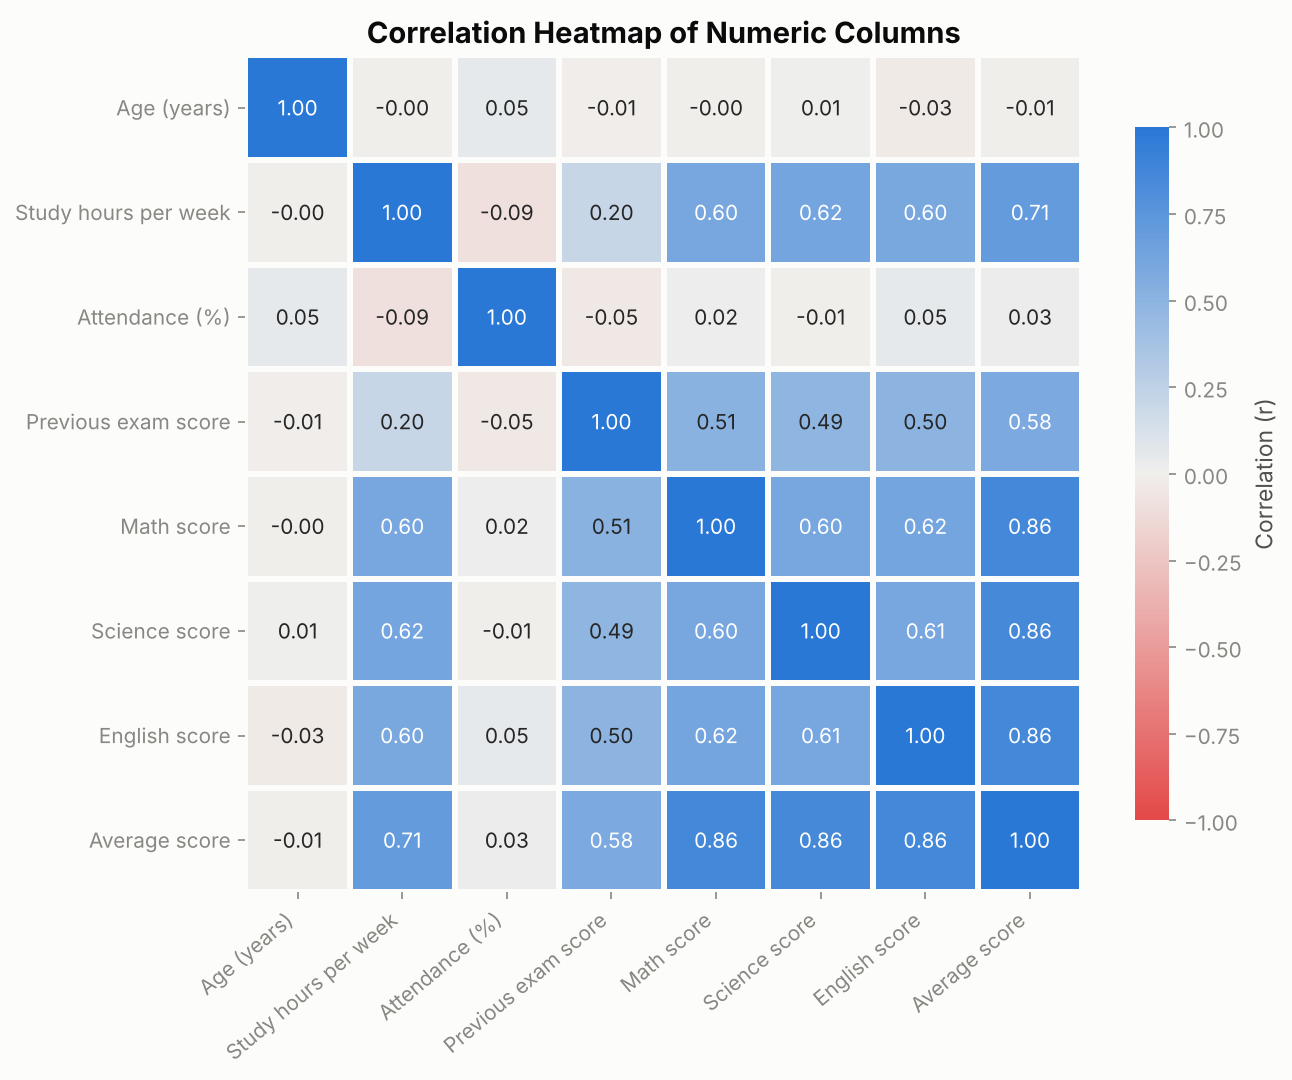 Correlation Heatmap of Numeric Columns
Age (years) 1.00 -0.00 0.05 -0.01 -0.00 0.01 -0.03 -0.01
Study hours per week -0.00 1.00 -0.09 0.20 0.60 0.62 0.60 0.71
Attendance (%) 0.05 -0.09 1.00 -0.05 0.02 -0.01 0.05 0.03
Previous exam score -0.01 0.20 -0.05 1.00 0.51 0.49 0.50 0.58
Math score -0.00 0.60 0.02 0.51 1.00 0.60 0.62 0.86
Science score 0.01 0.62 -0.01 0.49 0.60 1.00 0.61 0.86
English score -0.03 0.60 0.05 0.50 0.62 0.61 1.00 0.86
Average score -0.01 0.71 0.03 0.58 0.86 0.86 0.86 1.00
Age (years)
Study hours per week
Attendance (%)
Previous exam score
Math score
Science score
English score
Average score
1.00
0.75
0.50
0.25
0.00
−0.25
−0.50
−0.75
−1.00
Correlation (r)